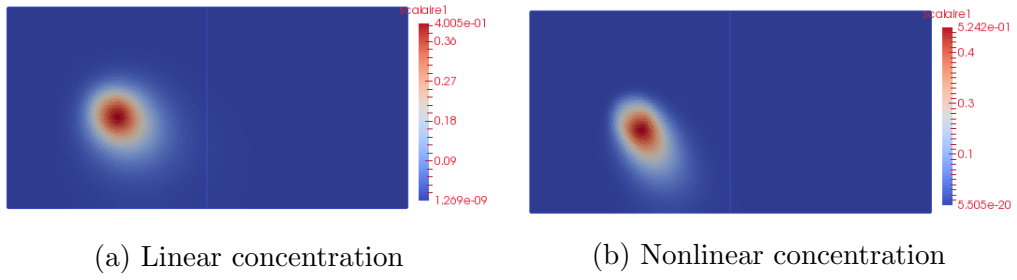 scalaire1
4.005e-01
0.36
0.27
0.18
0.09
1.269e-09
scalaire1
5.242e-01
0.4
0.3
0.1
5.505e-20
(a) Linear concentration
(b) Nonlinear concentration